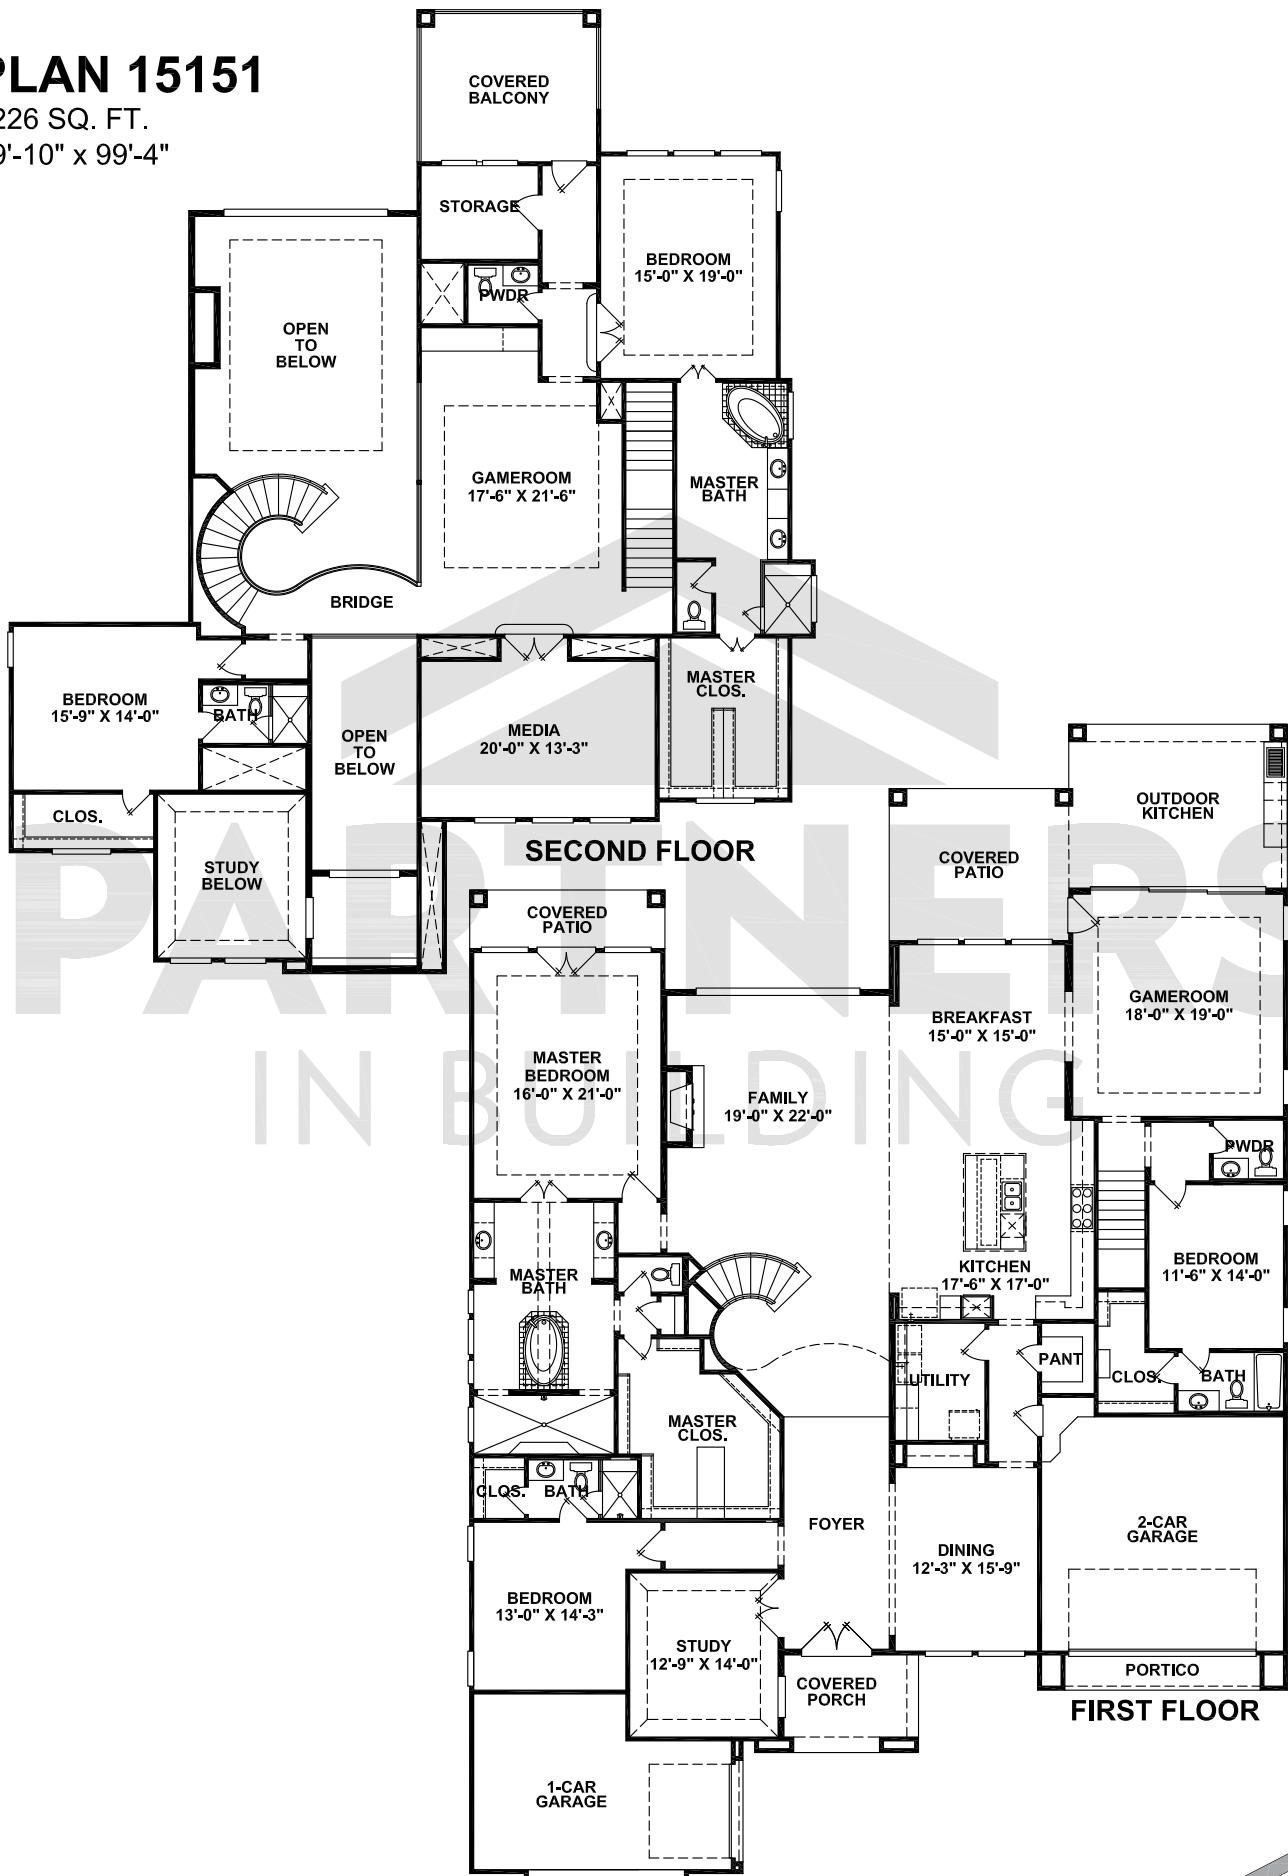 PLAN 15151
226 SQ. FT.
9'-10" x 99'-4"
COVERED
BALCONY
STORAGE
BEDROOM
15'-0" X 19'-0"
PWDR
OPEN
TO
BELOW
GAMEROOM
17'-6" X 21'-6"
MASTER
BATH
BRIDGE
BEDROOM
15'-9" X 14'-0"
BATH
MASTER
CLOS.
OPEN
TO
BELOW
MEDIA
20'-0" X 13'-3"
CLOS.
STUDY
BELOW
SECOND FLOOR
OUTDOOR
KITCHEN
COVERED
PATIO
COVERED
PATIO
GAMEROOM
18'-0" X 19'-0"
BREAKFAST
15'-0" X 15'-0"
MASTER
BEDROOM
16'-0" X 21'-0"
FAMILY
19'-0" X 22'-0"
PWDR
KITCHEN
17'-6" X 17'-0"
BEDROOM
11'-6" X 14'-0"
MASTER
BATH
PANT
UTILITY
CLOS.
BATH
MASTER
CLOS.
CLOS.
BATH
FOYER
2-CAR
GARAGE
DINING
12'-3" X 15'-9"
BEDROOM
13'-0" X 14'-3"
STUDY
12'-9" X 14'-0"
COVERED
PORCH
PORTICO
FIRST FLOOR
1-CAR
GARAGE
PARTNERS
IN BUILDING